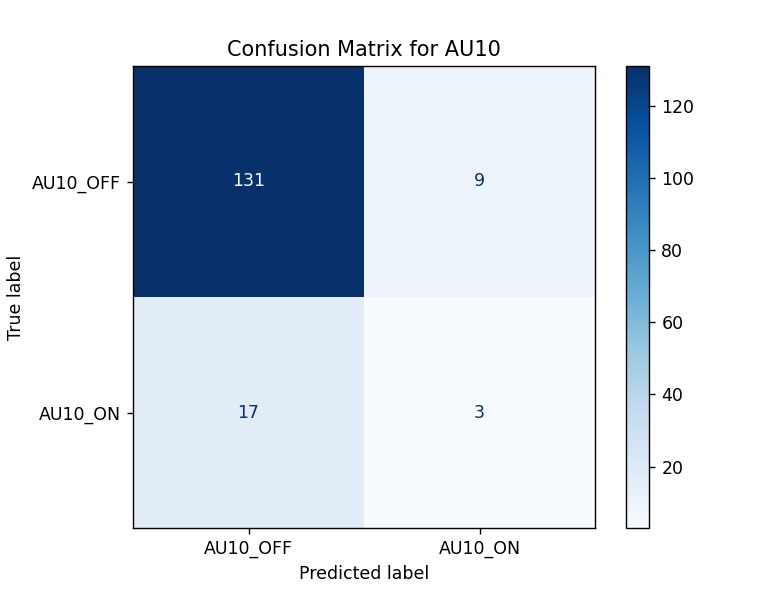 Confusion Matrix for AU10
True label
AU10_OFF
AU10_ON
131
9
17
3
AU10_OFF
AU10_ON
Predicted label
120
100
80
60
40
20